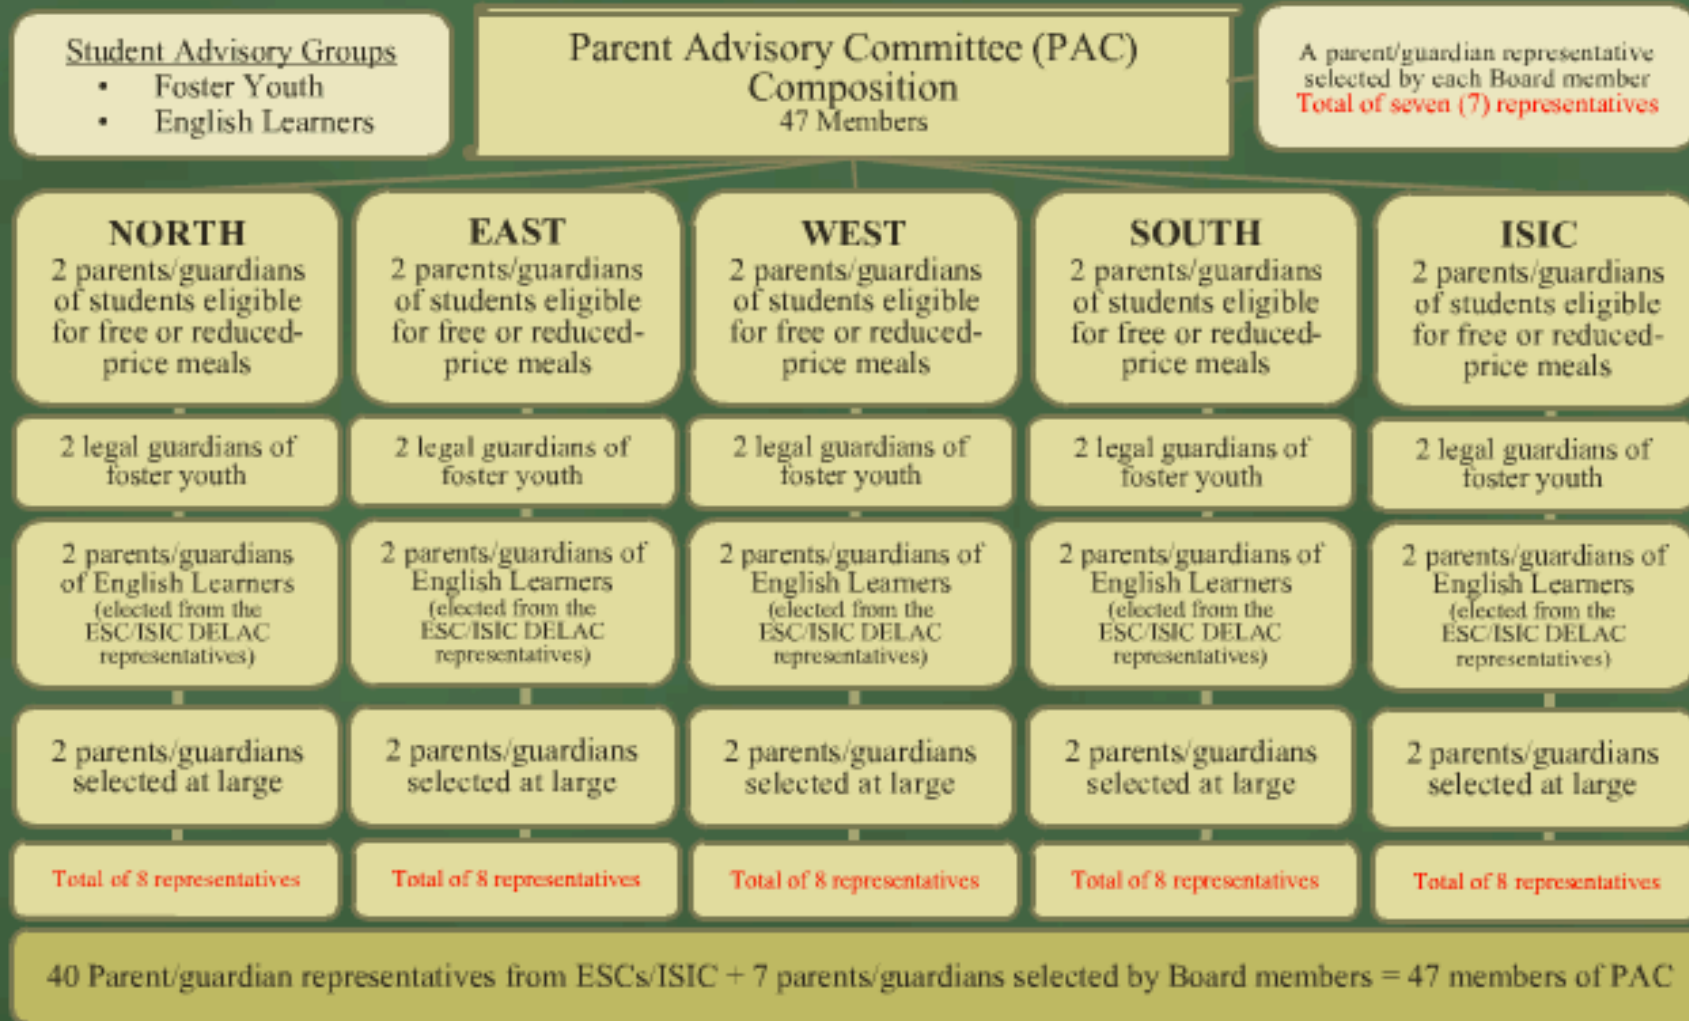 Student Advisory Groups
• Foster Youth
• English Learners
Parent Advisory Committee (PAC)
Composition
47 Members
A parent/guardian representative
selected by each Board member
Total of seven (7) representatives
NORTH
2 parents/guardians
of students eligible
for free or reduced-
price meals
2 legal guardians of
foster youth
2 parents/guardians
of English Learners
(elected from the
ESC/ISIC DELAC
representatives)
2 parents/guardians
selected at large
Total of 8 representatives
EAST
2 parents/guardians
of students eligible
for free or reduced-
price meals
2 legal guardians of
foster youth
2 parents/guardians of
English Learners
(elected from the
ESC/ISIC DELAC
representatives)
2 parents/guardians
selected at large
Total of 8 representatives
WEST
2 parents/guardians
of students eligible
for free or reduced-
price meals
2 legal guardians of
foster youth
2 parents/guardians of
English Learners
(elected from the
ESC/ISIC DELAC
representatives)
2 parents/guardians
selected at large
Total of 8 representatives
SOUTH
2 parents/guardians
of students eligible
for free or reduced-
price meals
2 legal guardians of
foster youth
2 parents/guardians of
English Learners
(elected from the
ESC/ISIC DELAC
representatives)
2 parents/guardians
selected at large
Total of 8 representatives
ISIC
2 parents/guardians
of students eligible
for free or reduced-
price meals
2 legal guardians of
foster youth
2 parents/guardians of
English Learners
(elected from the
ESC/ISIC DELAC
representatives)
2 parents/guardians
selected at large
Total of 8 representatives
40 Parent/guardian representatives from ESCs/ISIC + 7 parents/guardians selected by Board members = 47 members of PAC